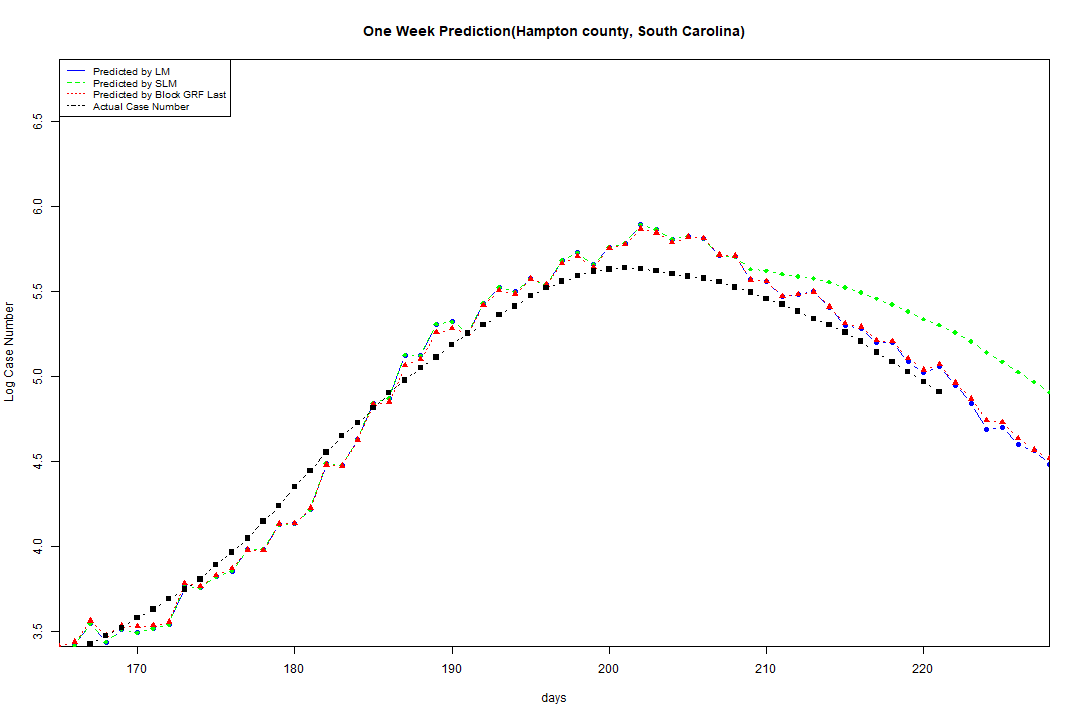 One Week Prediction(Hampton county, South Carolina)
Predicted by LM
Predicted by SLM
Predicted by Block GRF Last
Actual Case Number
Log Case Number
6.5
6.0
5.5
5.0
4.5
4.0
3.5
170 180 190 200 210 220
days